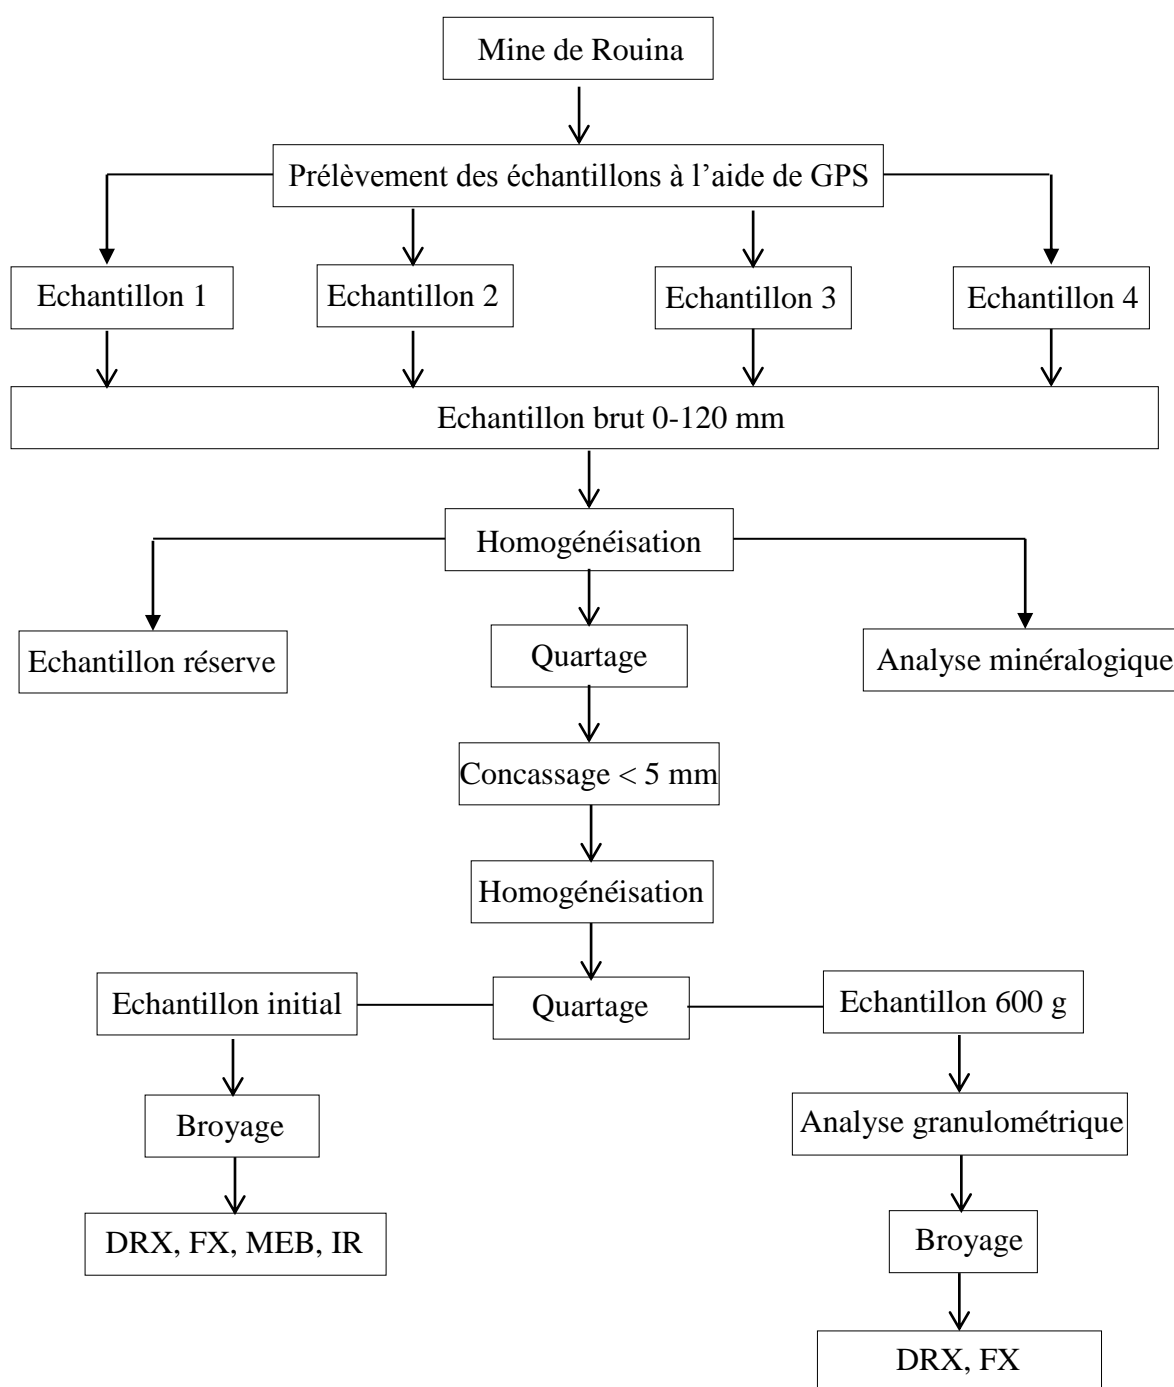 Mine de Rouina
Prélèvement des échantillons à l’aide de GPS
Echantillon 1
Echantillon 2
Echantillon 3
Echantillon 4
Echantillon brut 0-120 mm
Homogénéisation
Echantillon réserve
Quartage
Analyse minéralogique
Concassage < 5 mm
Homogénéisation
Echantillon initial
Quartage
Echantillon 600 g
Broyage
Analyse granulométrique
DRX, FX, MEB, IR
Broyage
DRX, FX